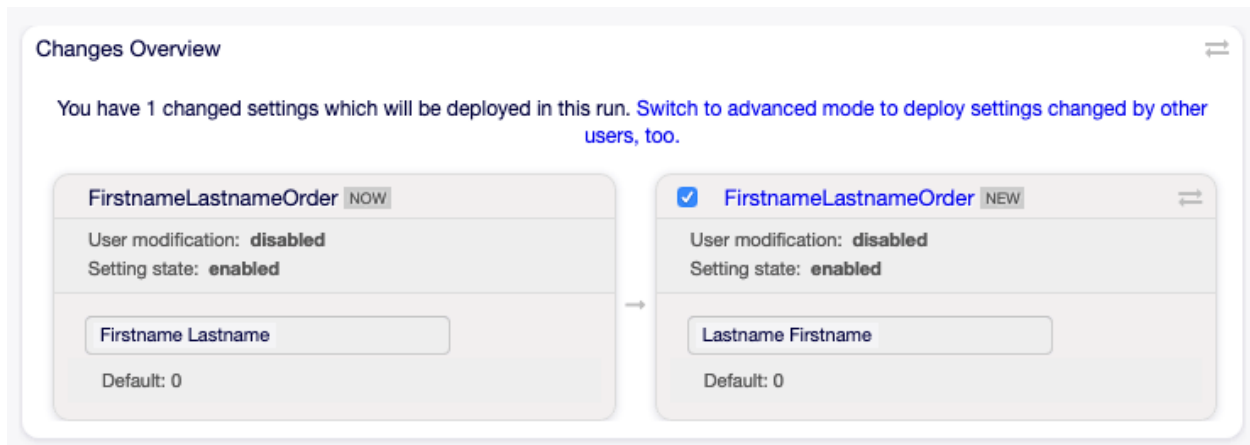 Changes Overview
You have 1 changed settings which will be deployed in this run. Switch to advanced mode to deploy settings changed by other
users, too.
FirstnameLastnameOrder NOW
User modification: disabled
Setting state: enabled
Firstname Lastname
Default: 0
FirstnameLastnameOrder NEW
User modification: disabled
Setting state: enabled
Lastname Firstname
Default: 0